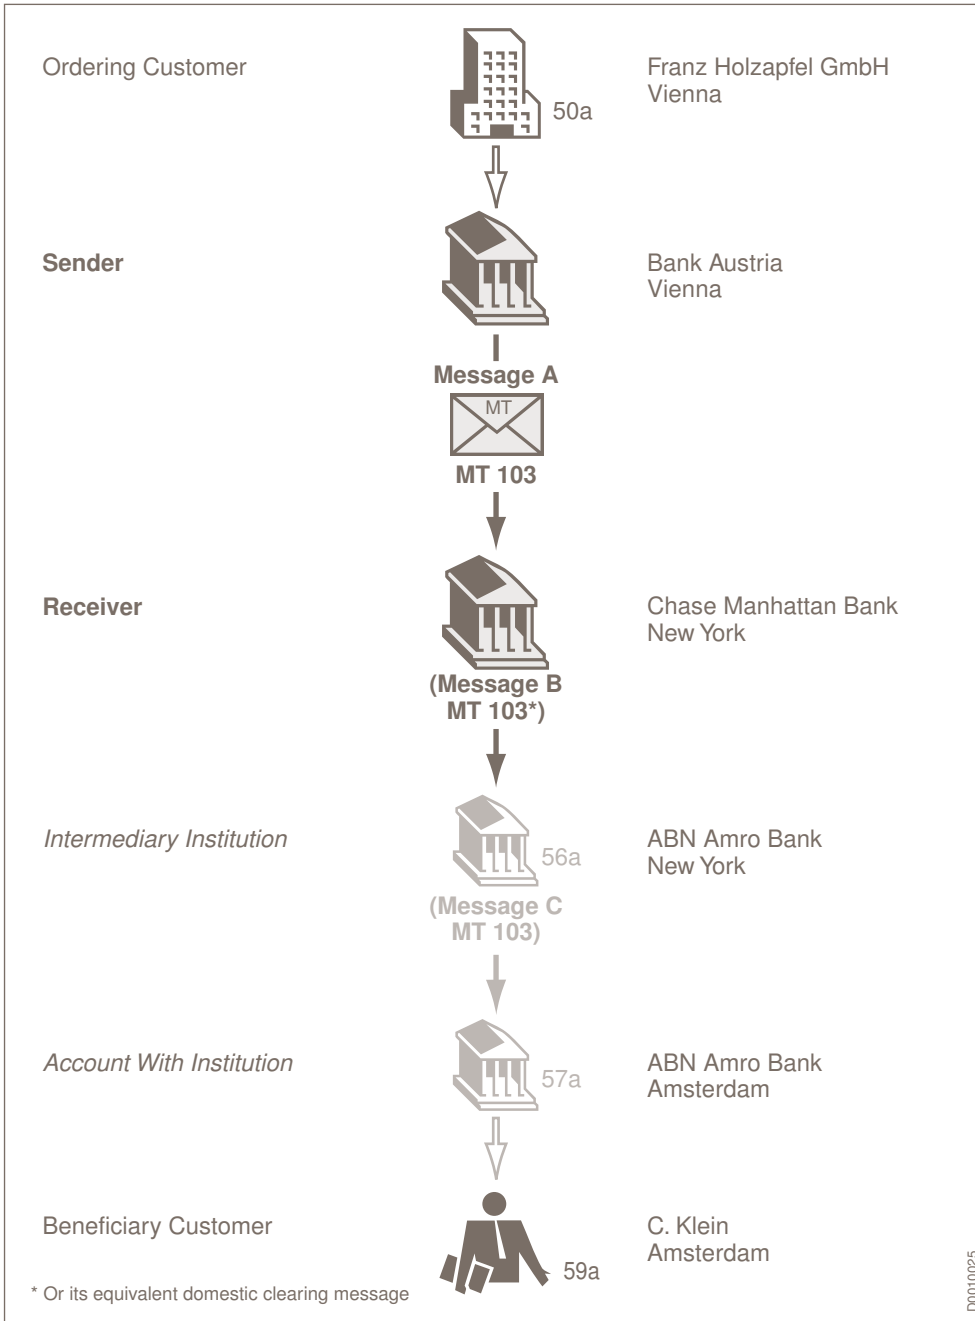 Ordering Customer
50a
Franz Holzapfel GmbH
Vienna
Sender
Bank Austria
Vienna
Message A
MT
MT 103
Receiver
Chase Manhattan Bank
New York
(Message B
MT 103*)
Intermediary Institution
56a
ABN Amro Bank
New York
(Message C
MT 103)
Account With Institution
57a
ABN Amro Bank
Amsterdam
Beneficiary Customer
59a
C. Klein
Amsterdam
* Or its equivalent domestic clearing message
D0010025